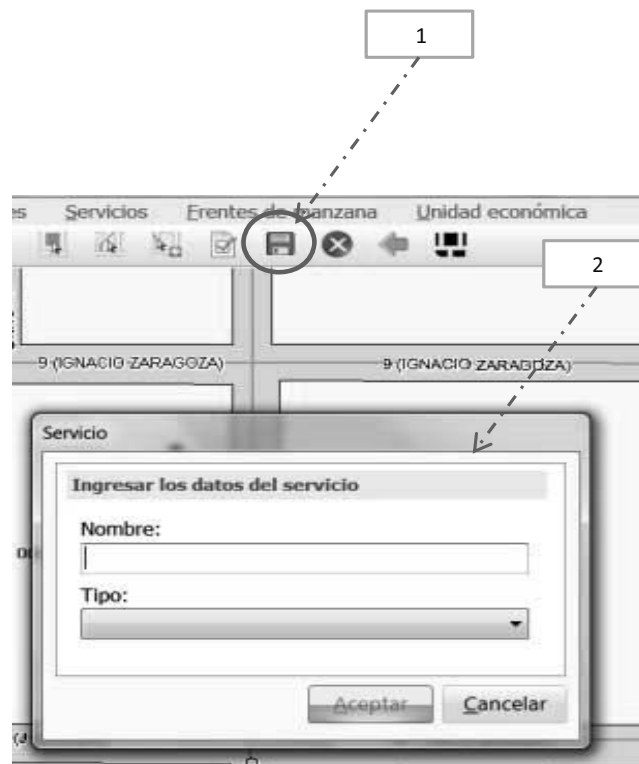 1
es Servicios Frentes de manzana Unidad económica
2
9 (IGNACIO ZARAGOZA) 9 (IGNACIO ZARAGOZA)
Servicio
Ingresar los datos del servicio
Nombre:
Tipo:
Aceptar Cancelar